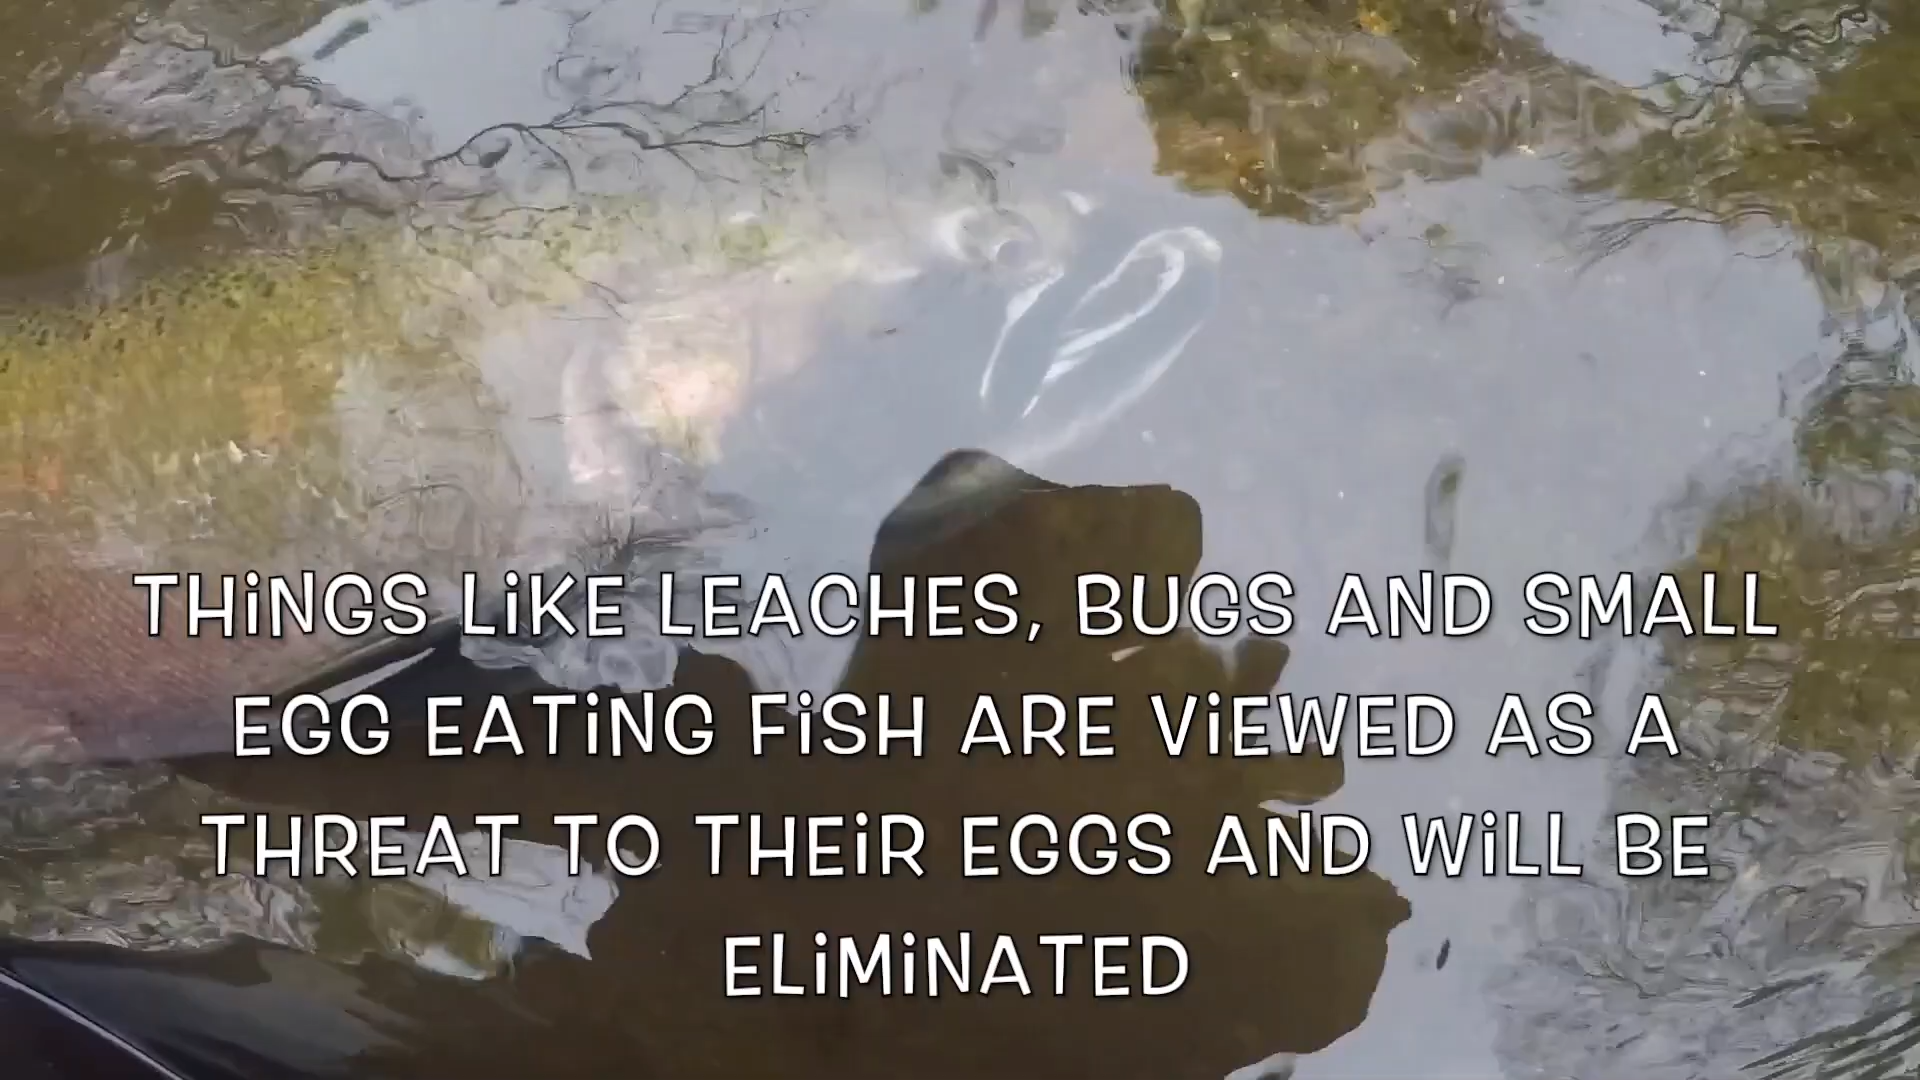 THiNGS LiKE LEACHES, BUGS AND SMALL
EGG EATiNG FiSH ARE ViEWED AS A
THREAT TO THEiR EGGS AND WiLL BE
ELiMiNATED